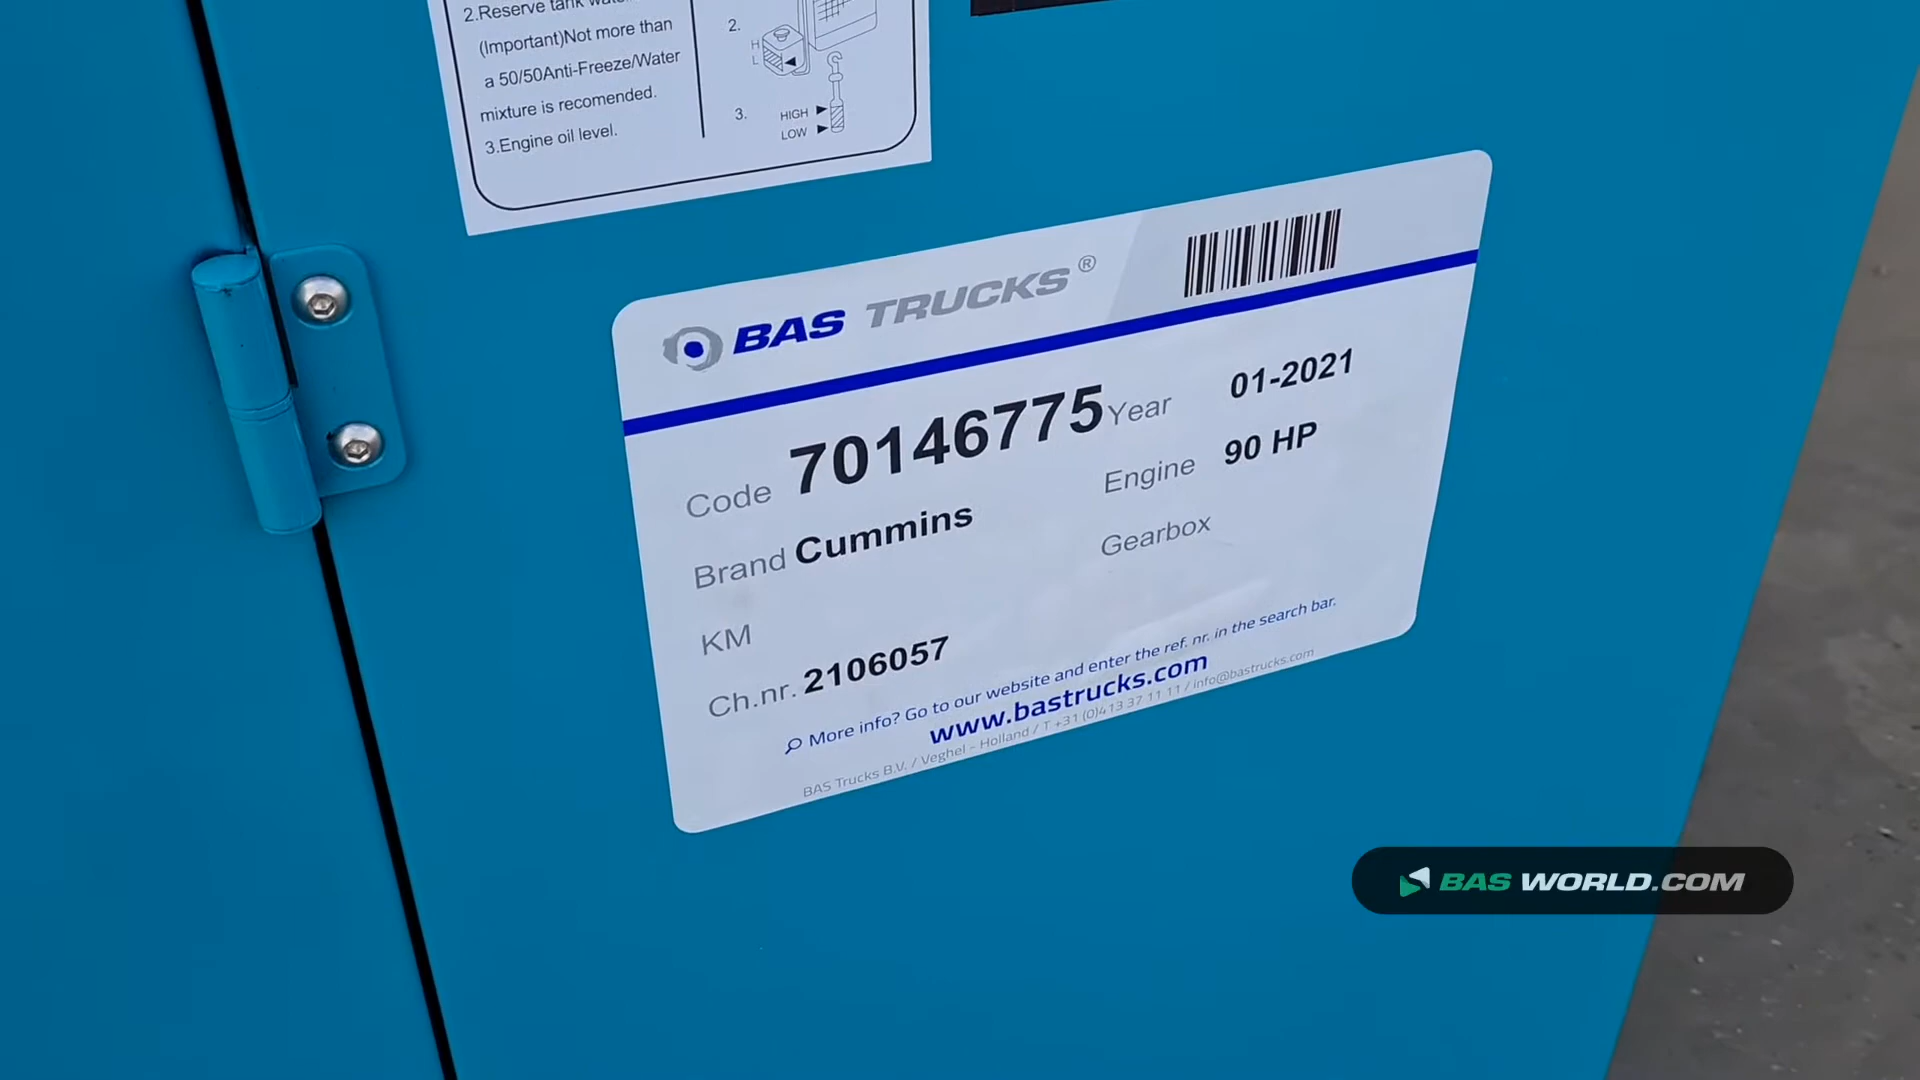 2.Reserve tank
(Important)Not more than
a 50/50Anti-Freeze/Water
mixture is recomended.
3.Engine oil level.
2.
H
L
3.
HIGH
LOW
BAS TRUCKS®
Code 70146775
Year 01-2021
Brand Cummins
Engine 90 HP
KM
Gearbox
Ch.nr. 2106057
More info? Go to our website and enter the ref. nr. in the search bar.
www.bastrucks.com
BAS Trucks B.V. / Veghel - Holland / T +31 (0)413 37 11 11 / info@bastrucks.com
BAS WORLD.COM